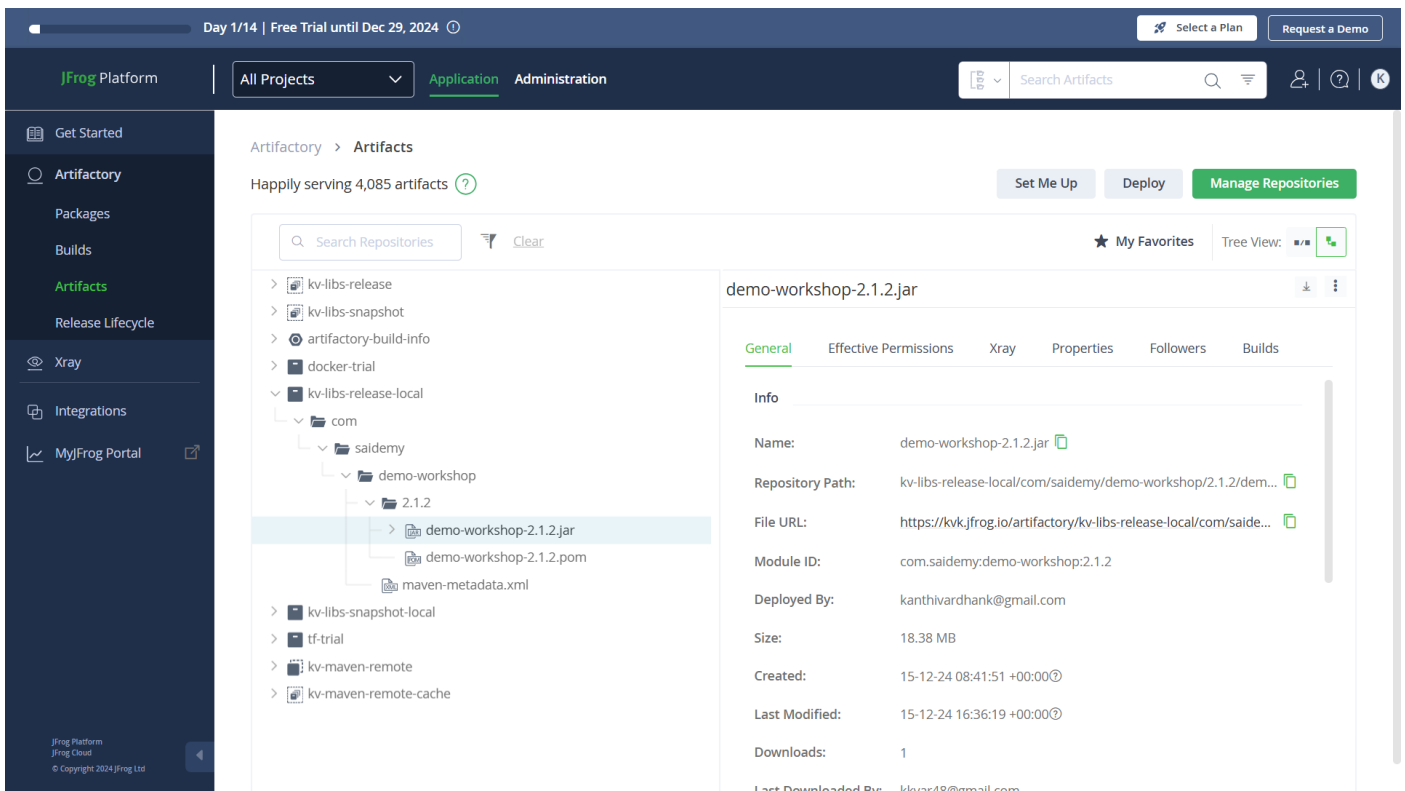 Day 1/14 | Free Trial until Dec 29, 2024
Select a Plan
Request a Demo
JFrog Platform
All Projects
Application
Administration
Search Artifacts
K
Get Started
Artifactory
Packages
Builds
Artifacts
Release Lifecycle
Xray
Integrations
MyJFrog Portal
JFrog Platform
JFrog Cloud
© Copyright 2024 JFrog Ltd
Artifactory > Artifacts
Happily serving 4,085 artifacts
Set Me Up
Deploy
Manage Repositories
Search Repositories
Clear
My Favorites
Tree View:
kv-libs-release
kv-libs-snapshot
artifactory-build-info
docker-trial
kv-libs-release-local
com
saidemy
demo-workshop
2.1.2
demo-workshop-2.1.2.jar
demo-workshop-2.1.2.pom
maven-metadata.xml
kv-libs-snapshot-local
tf-trial
kv-maven-remote
kv-maven-remote-cache
demo-workshop-2.1.2.jar
General
Effective Permissions
Xray
Properties
Followers
Builds
Info
Name: demo-workshop-2.1.2.jar
Repository Path: kv-libs-release-local/com/saidemy/demo-workshop/2.1.2/dem...
File URL: https://kvk.jfrog.io/artifactory/kv-libs-release-local/com/saide...
Module ID: com.saidemy:demo-workshop:2.1.2
Deployed By: kanthivardhank@gmail.com
Size: 18.38 MB
Created: 15-12-24 08:41:51 +00:00
Last Modified: 15-12-24 16:36:19 +00:00
Downloads: 1
Last Downloaded By: kkvar48@gmail.com